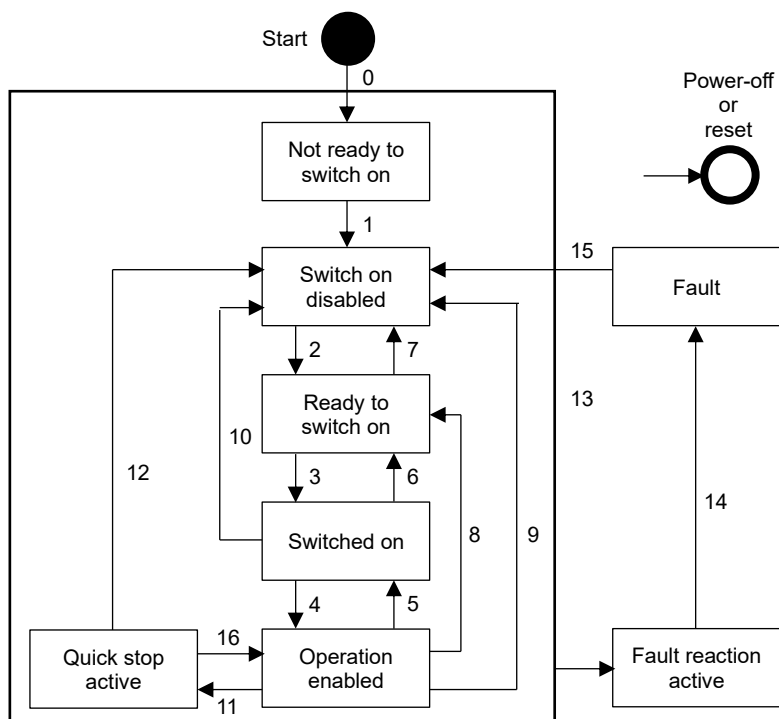 Start
0
Power-off
or
reset
Not ready to
switch on
1
15
Switch on
disabled
Fault
2
7
Ready to
switch on
13
10
12
3
6
14
Switched on
8
9
4
5
16
Quick stop
active
Operation
enabled
Fault reaction
active
11